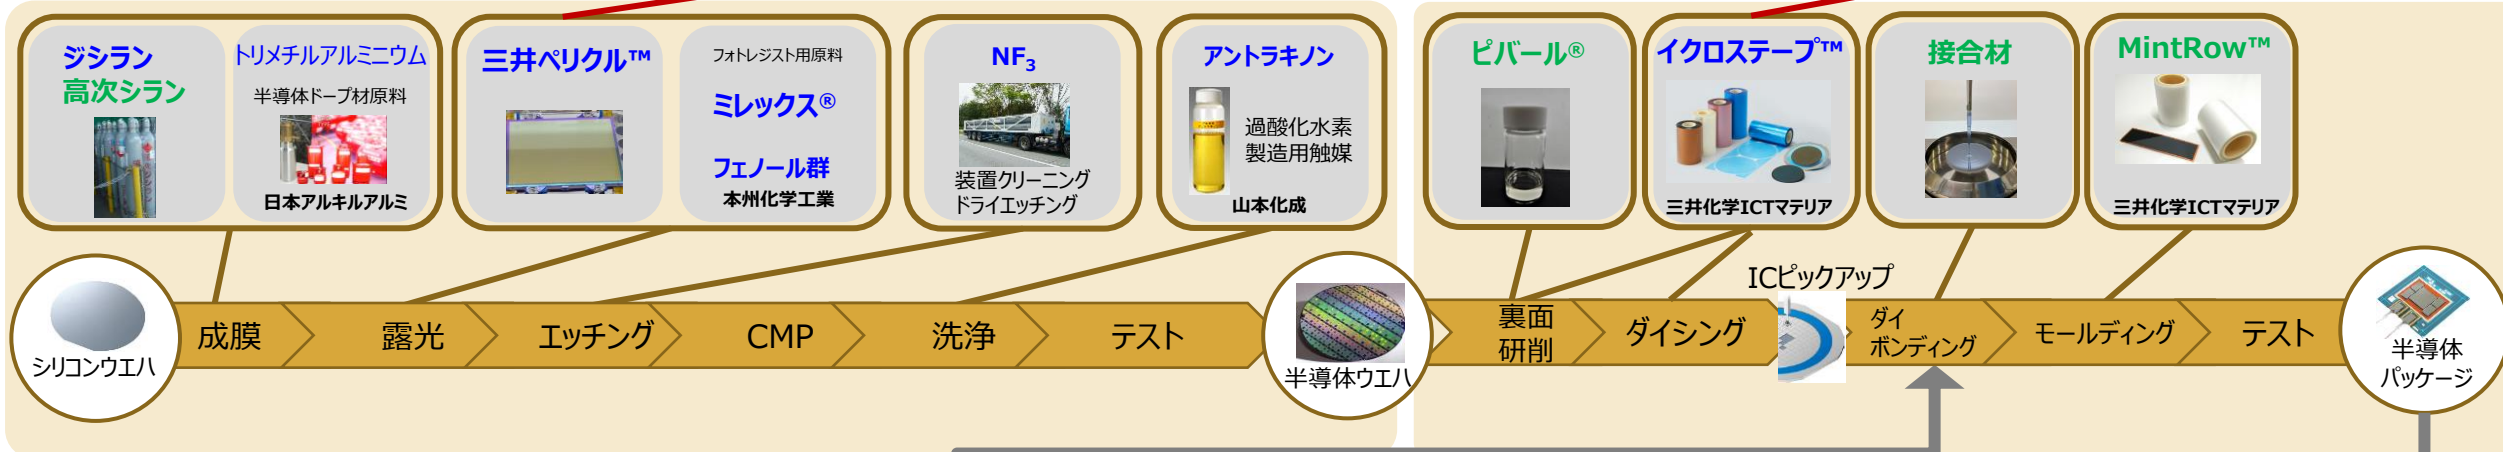 ジシラン
高次シラン
トリメチルアルミニウム
半導体ドープ材原料
日本アルキルアルミ
三井ペリクル™
フォトレジスト用原料
ミレックス®
フェノール群
本州化学工業
NF₃
装置クリーニング
ドライエッチング
アントラキノン
過酸化水素
製造用触媒
山本化成
ピバール®
イクロステープ™
三井化学ICTマテリア
接合材
MintRow™
三井化学ICTマテリア
シリコンウエハ
成膜
露光
エッチング
CMP
洗浄
テスト
半導体ウエハ
裏面
研削
ダイシング
ICピックアップ
ダイ
ボンディング
モールディング
テスト
半導体
パッケージ